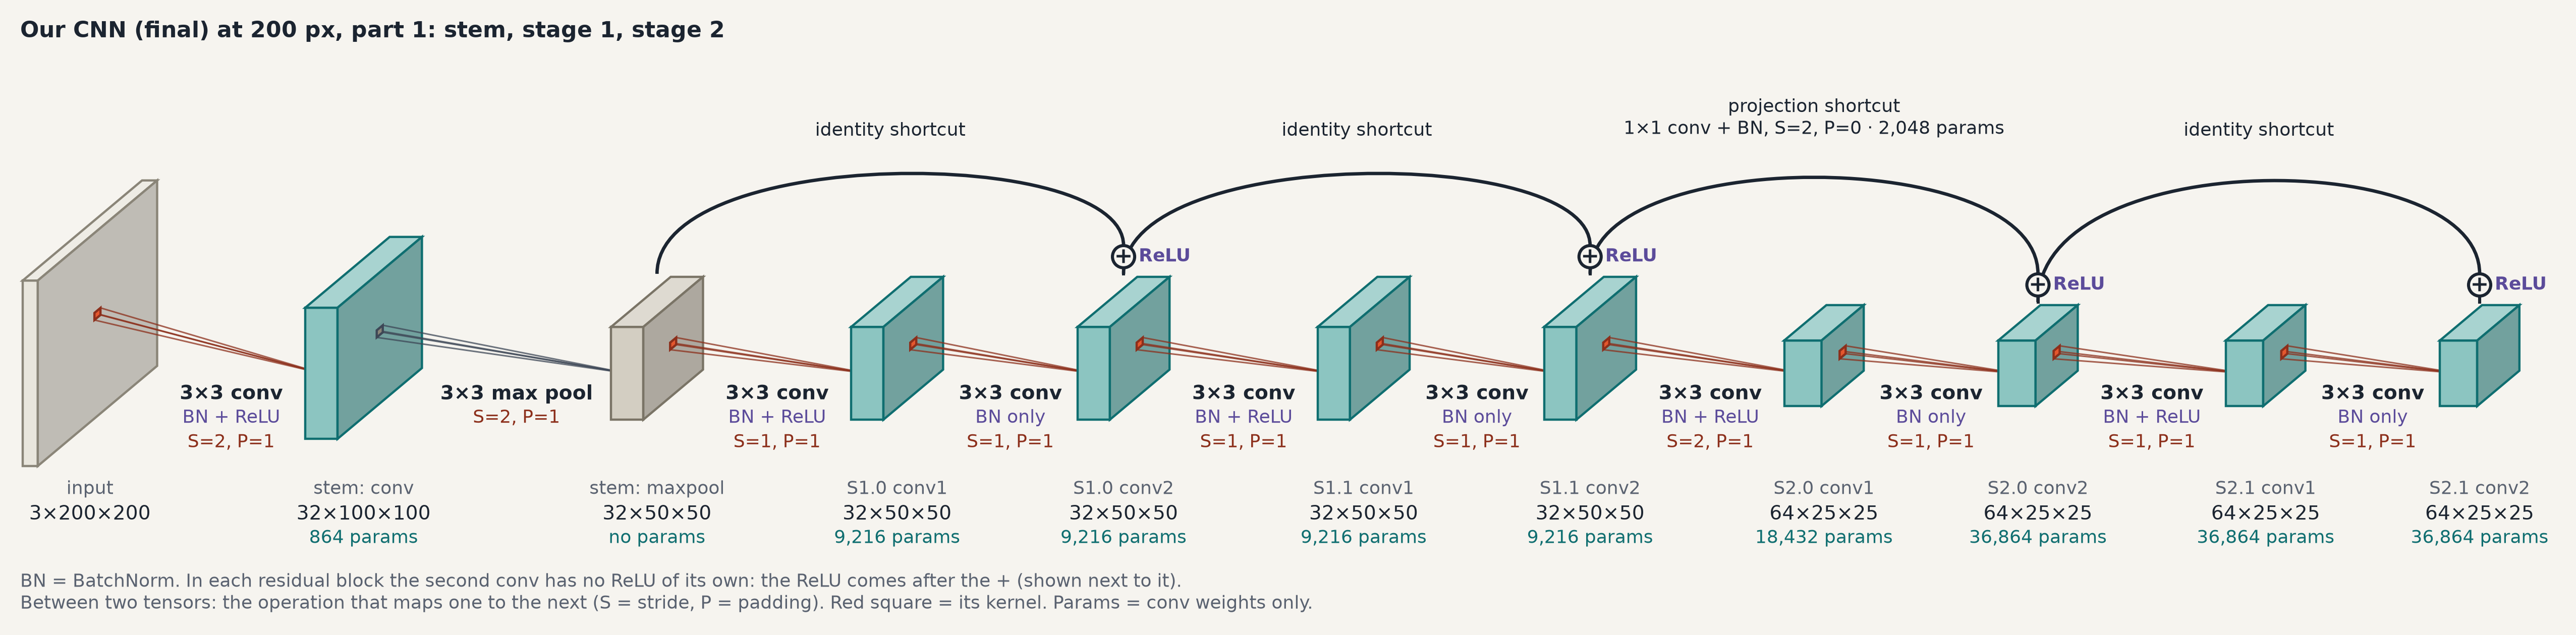 Our CNN (final) at 200 px, part 1: stem, stage 1, stage 2
projection shortcut
1×1 conv + BN, S=2, P=0 · 2,048 params
identity shortcut
identity shortcut
identity shortcut
ReLU
ReLU
ReLU
ReLU
3×3 conv
BN + ReLU
S=2, P=1
3×3 max pool
S=2, P=1
3×3 conv
BN + ReLU
S=1, P=1
3×3 conv
BN only
S=1, P=1
3×3 conv
BN + ReLU
S=1, P=1
3×3 conv
BN only
S=1, P=1
3×3 conv
BN + ReLU
S=2, P=1
3×3 conv
BN only
S=1, P=1
3×3 conv
BN + ReLU
S=1, P=1
3×3 conv
BN only
S=1, P=1
input
3×200×200
stem: conv
32×100×100
864 params
stem: maxpool
32×50×50
no params
S1.0 conv1
32×50×50
9,216 params
S1.0 conv2
32×50×50
9,216 params
S1.1 conv1
32×50×50
9,216 params
S1.1 conv2
32×50×50
9,216 params
S2.0 conv1
64×25×25
18,432 params
S2.0 conv2
64×25×25
36,864 params
S2.1 conv1
64×25×25
36,864 params
S2.1 conv2
64×25×25
36,864 params
BN = BatchNorm. In each residual block the second conv has no ReLU of its own: the ReLU comes after the + (shown next to it).
Between two tensors: the operation that maps one to the next (S = stride, P = padding). Red square = its kernel. Params = conv weights only.